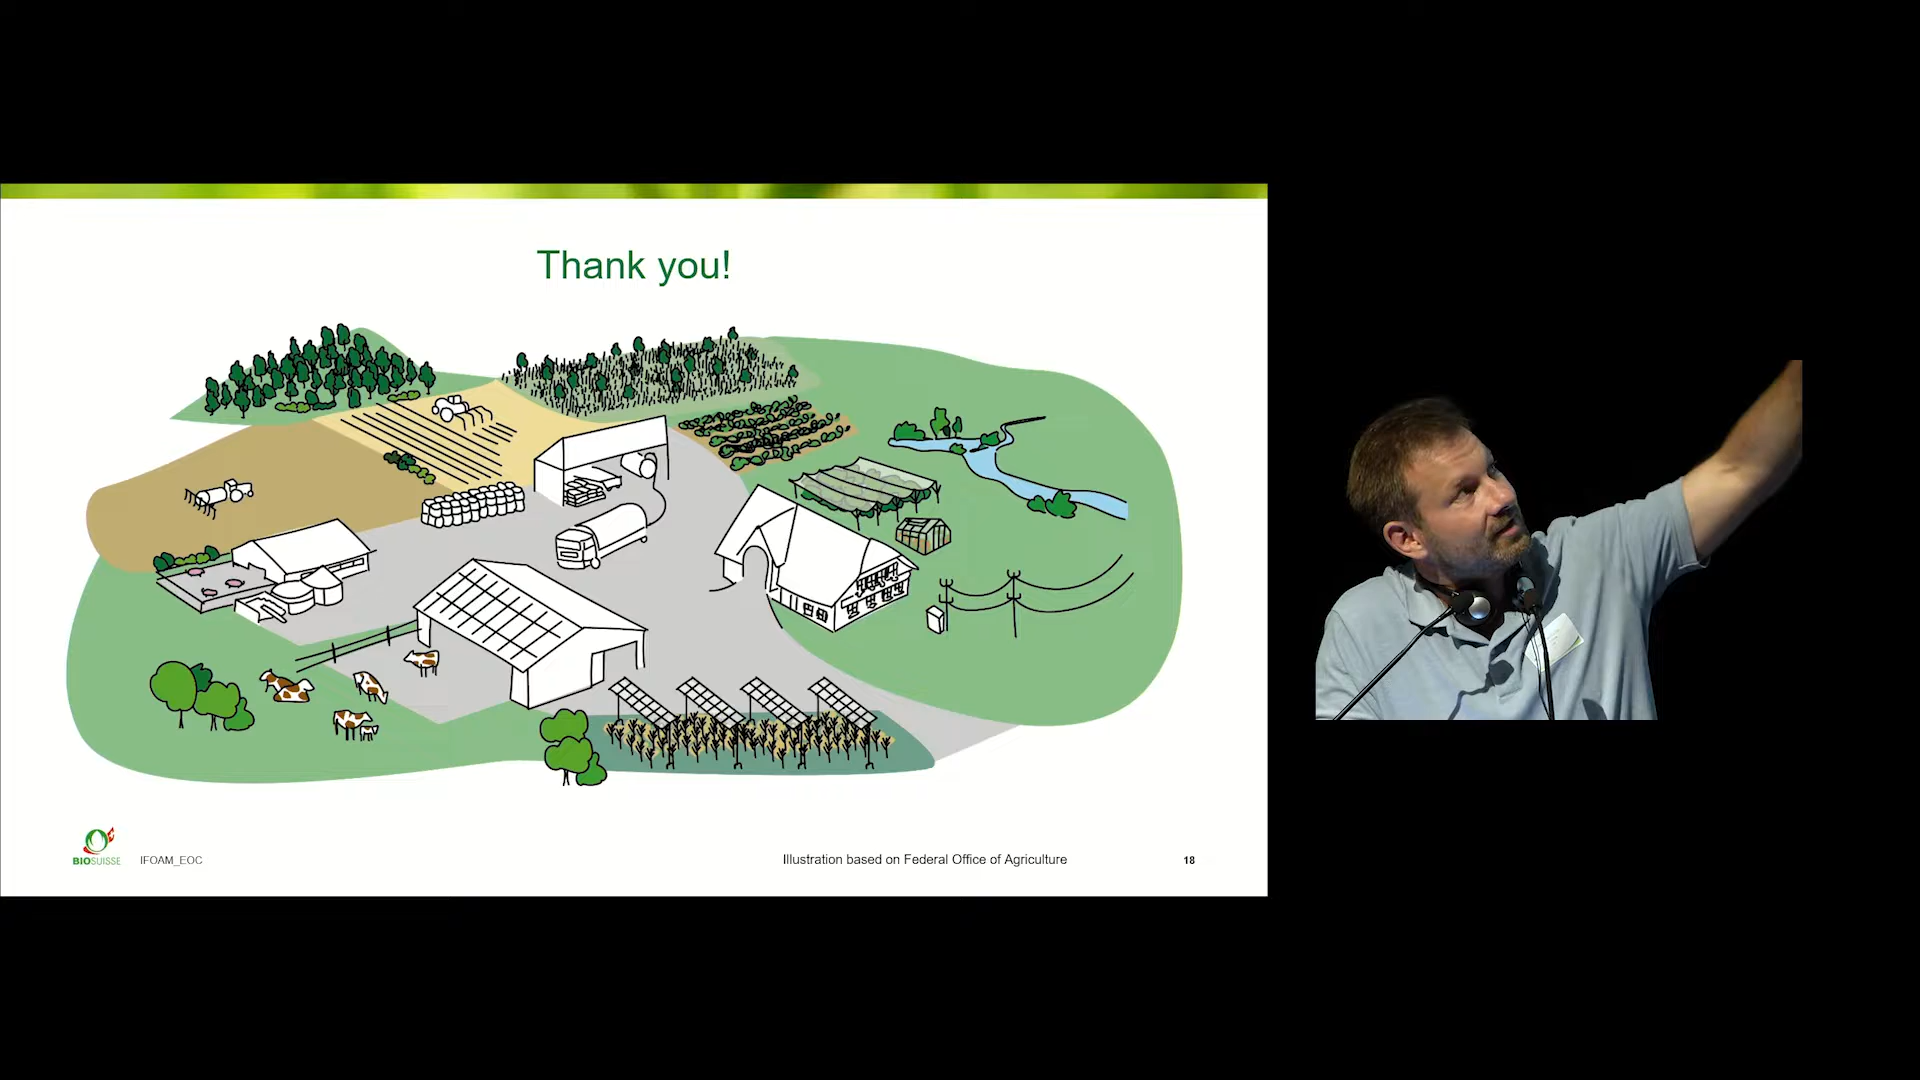 Thank you!
BIOSUISSE
IFOAM_EOC
Illustration based on Federal Office of Agriculture
18